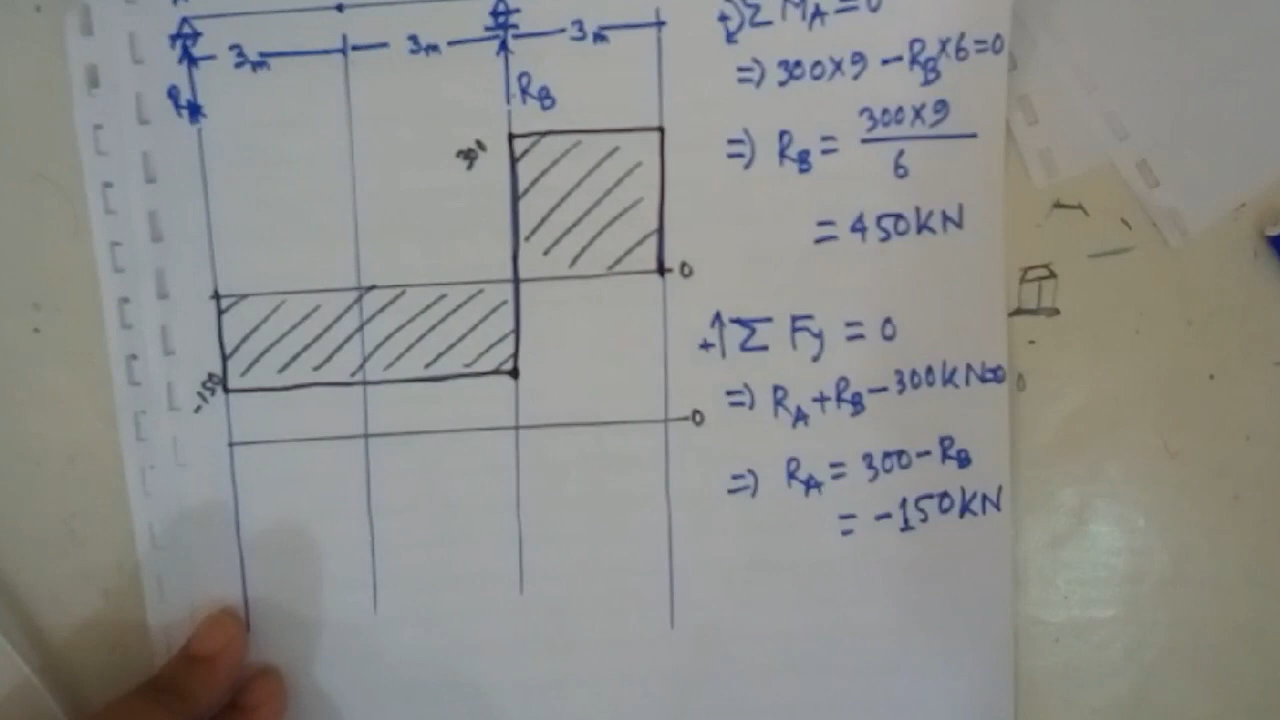 +ΣMA=0
3m 3m 3m
=> 300×9 - RB×6=0
RB
=> RB = 300×9 / 6
300
= 450KN
0
+↑ΣFy = 0
-150
=> RA+RB-300KN=0
0
=> RA = 300-RB
= -150KN